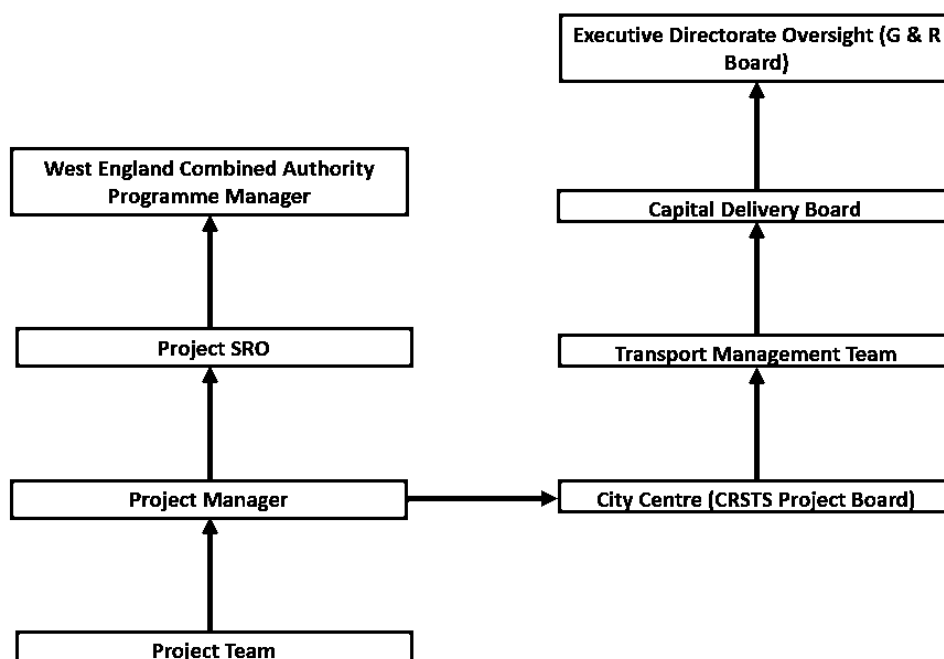 Executive Directorate Oversight (G & R
Board)
West England Combined Authority
Programme Manager
Capital Delivery Board
Project SRO
Transport Management Team
Project Manager
City Centre (CRSTS Project Board)
Project Team